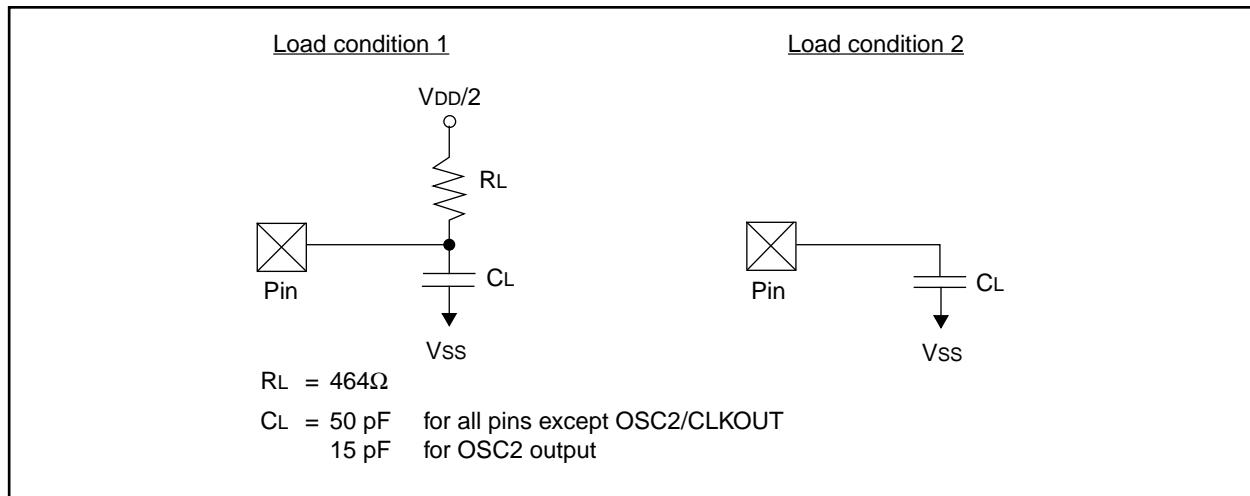 Load condition 1
Load condition 2
VDD/2
RL
CL
Pin
VSS
CL
Pin
VSS
RL = 464Ω
CL = 50 pF for all pins except OSC2/CLKOUT
15 pF for OSC2 output